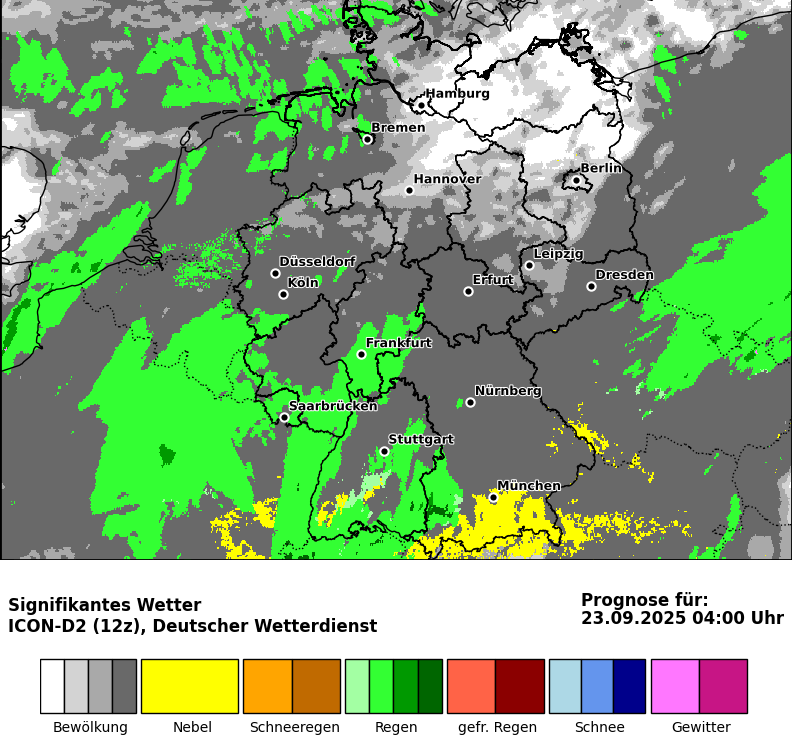 Hamburg
Bremen
Hannover
Berlin
Düsseldorf
Köln
Leipzig
Erfurt
Dresden
Frankfurt
Nürnberg
Saarbrücken
Stuttgart
München
Signifikantes Wetter
ICON-D2 (12z), Deutscher Wetterdienst
Prognose für:
23.09.2025 04:00 Uhr
Bewölkung
Nebel
Schneeregen
Regen
gefr. Regen
Schnee
Gewitter